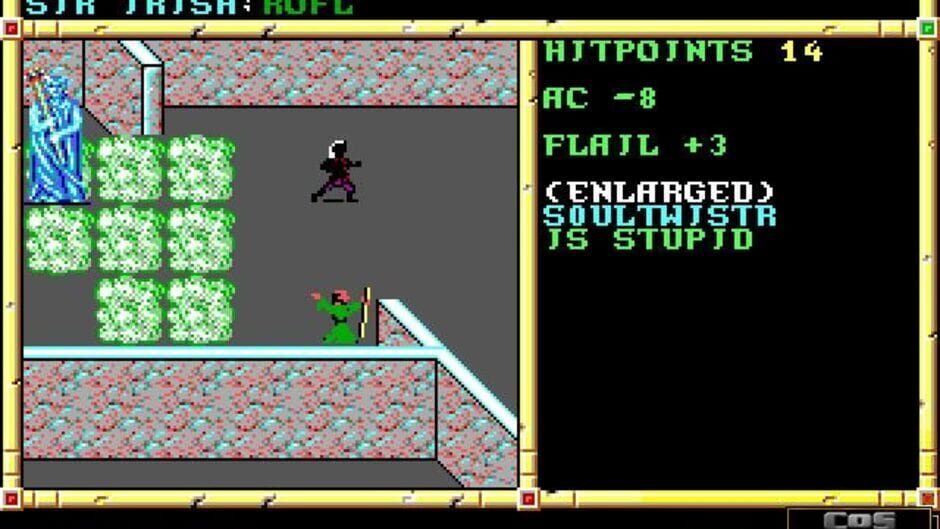 SIR IRISH: ROFL
HITPOINTS 14
AC -8
FLAIL +3
(ENLARGED)
SOULTWISTR
IS STUPID
COS